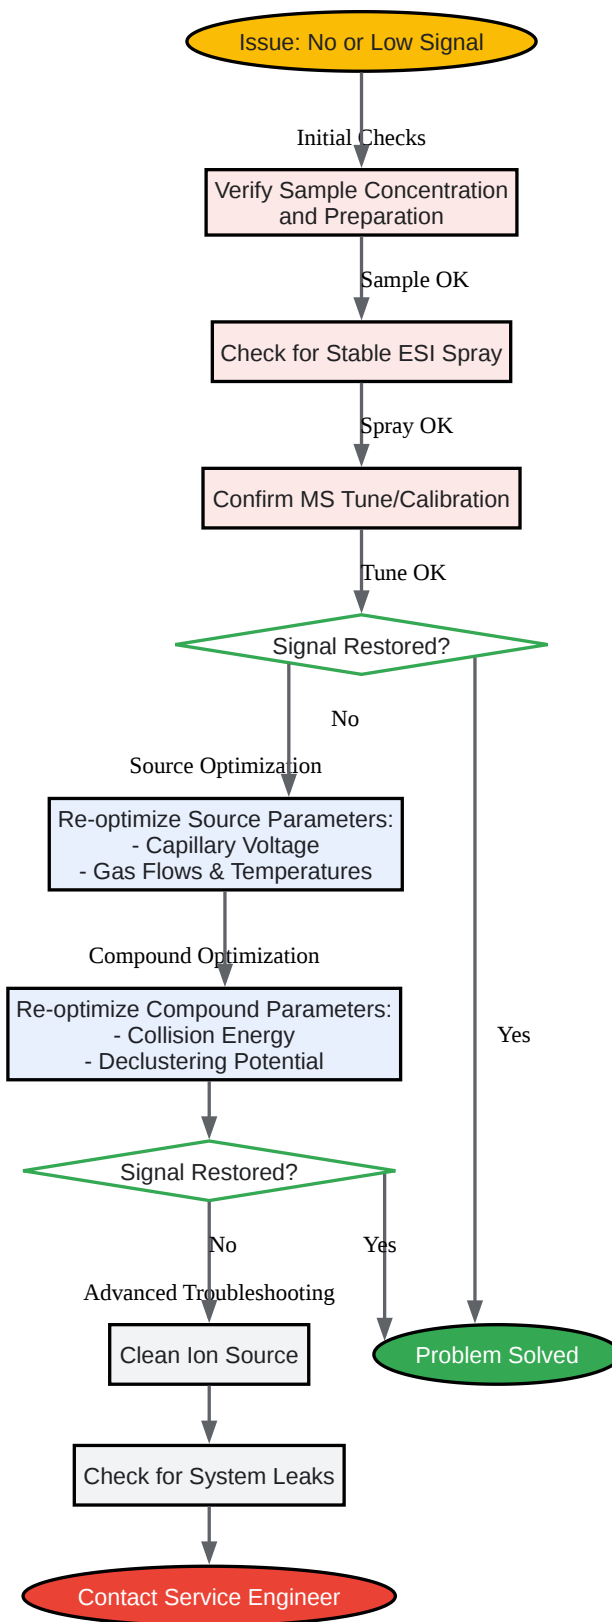 Issue: No or Low Signal
Initial Checks
Verify Sample Concentration
and Preparation
Sample OK
Check for Stable ESI Spray
Spray OK
Confirm MS Tune/Calibration
Tune OK
Signal Restored?
No
Source Optimization
Re-optimize Source Parameters:
- Capillary Voltage
- Gas Flows & Temperatures
Compound Optimization
Re-optimize Compound Parameters:
- Collision Energy
- Declustering Potential
Yes
Signal Restored?
No
Yes
Advanced Troubleshooting
Clean Ion Source
Problem Solved
Check for System Leaks
Contact Service Engineer